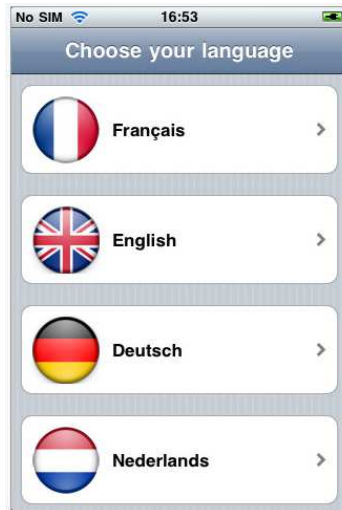 No SIM 16:53
Choose your language
Français
English
Deutsch
Nederlands